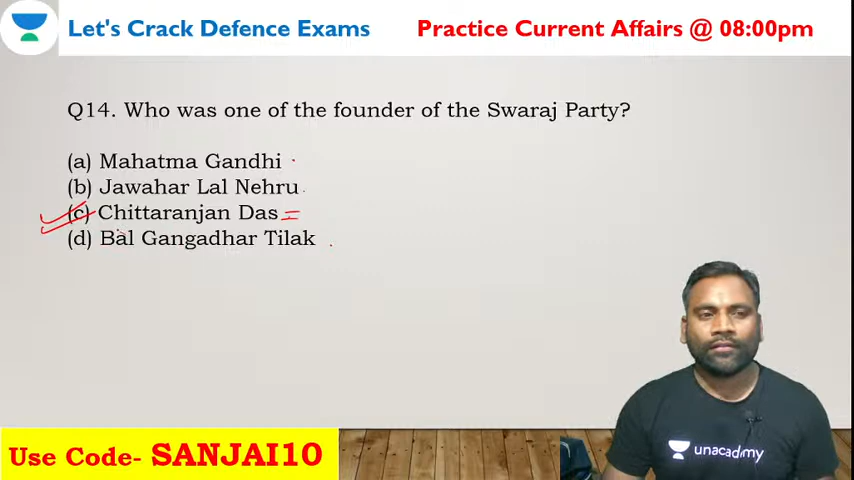 Let's Crack Defence Exams
Practice Current Affairs @ 08:00pm
Q14. Who was one of the founder of the Swaraj Party?
(a) Mahatma Gandhi
(b) Jawahar Lal Nehru
(c) Chittaranjan Das
(d) Bal Gangadhar Tilak
unacademy
Use Code- SANJAI10